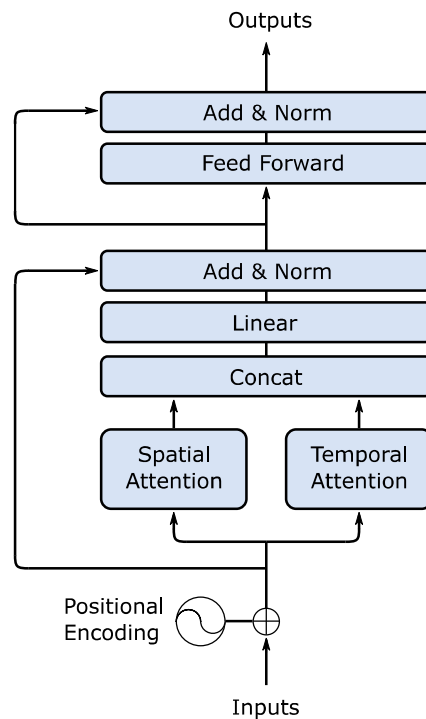 Outputs
Add & Norm
Feed Forward
Add & Norm
Linear
Concat
Spatial
Attention
Temporal
Attention
Positional
Encoding
Inputs